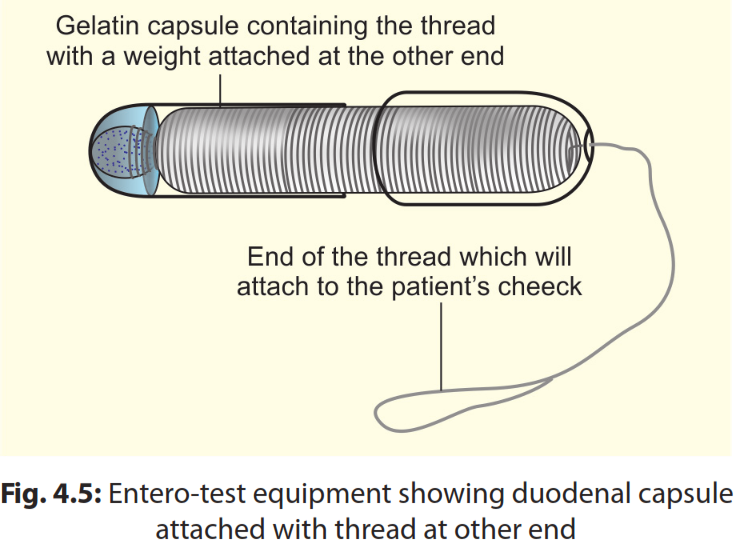 Gelatin capsule containing the thread
with a weight attached at the other end
End of the thread which will
attach to the patient's cheeck
Fig. 4.5: Entero-test equipment showing duodenal capsule
attached with thread at other end